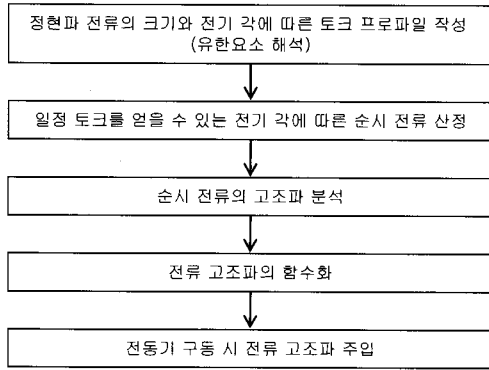 정현파 전류의 크기와 전기 각에 따른 토크 프로파일 작성
(유한요소 해석)
일정 토크를 얻을 수 있는 전기 각에 따른 순시 전류 산정
순시 전류의 고조파 분석
전류 고조파의 함수화
전동기 구동 시 전류 고조파 주입